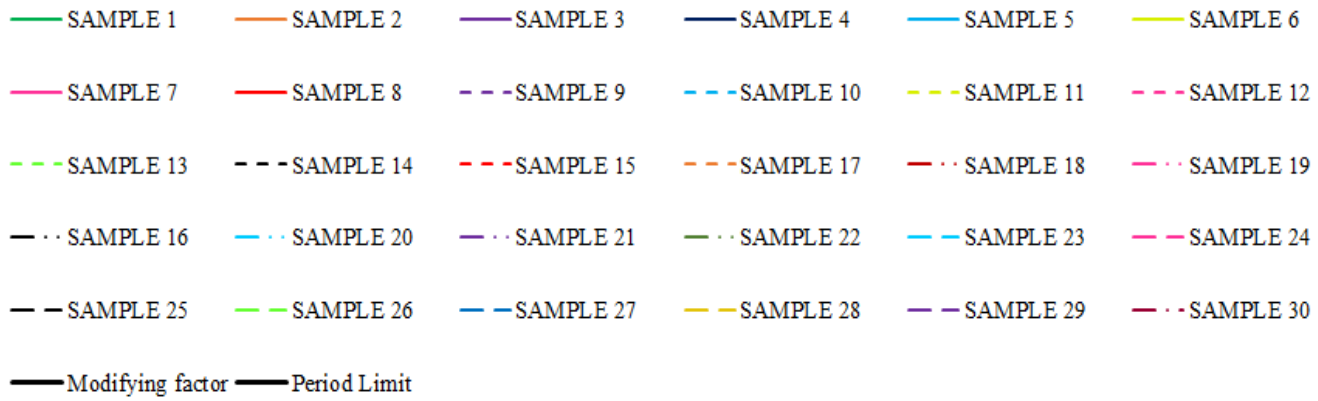 SAMPLE 1 SAMPLE 2 SAMPLE 3 SAMPLE 4 SAMPLE 5 SAMPLE 6
SAMPLE 7 SAMPLE 8 SAMPLE 9 SAMPLE 10 SAMPLE 11 SAMPLE 12
SAMPLE 13 SAMPLE 14 SAMPLE 15 SAMPLE 17 SAMPLE 18 SAMPLE 19
SAMPLE 16 SAMPLE 20 SAMPLE 21 SAMPLE 22 SAMPLE 23 SAMPLE 24
SAMPLE 25 SAMPLE 26 SAMPLE 27 SAMPLE 28 SAMPLE 29 SAMPLE 30
Modifying factor Period Limit